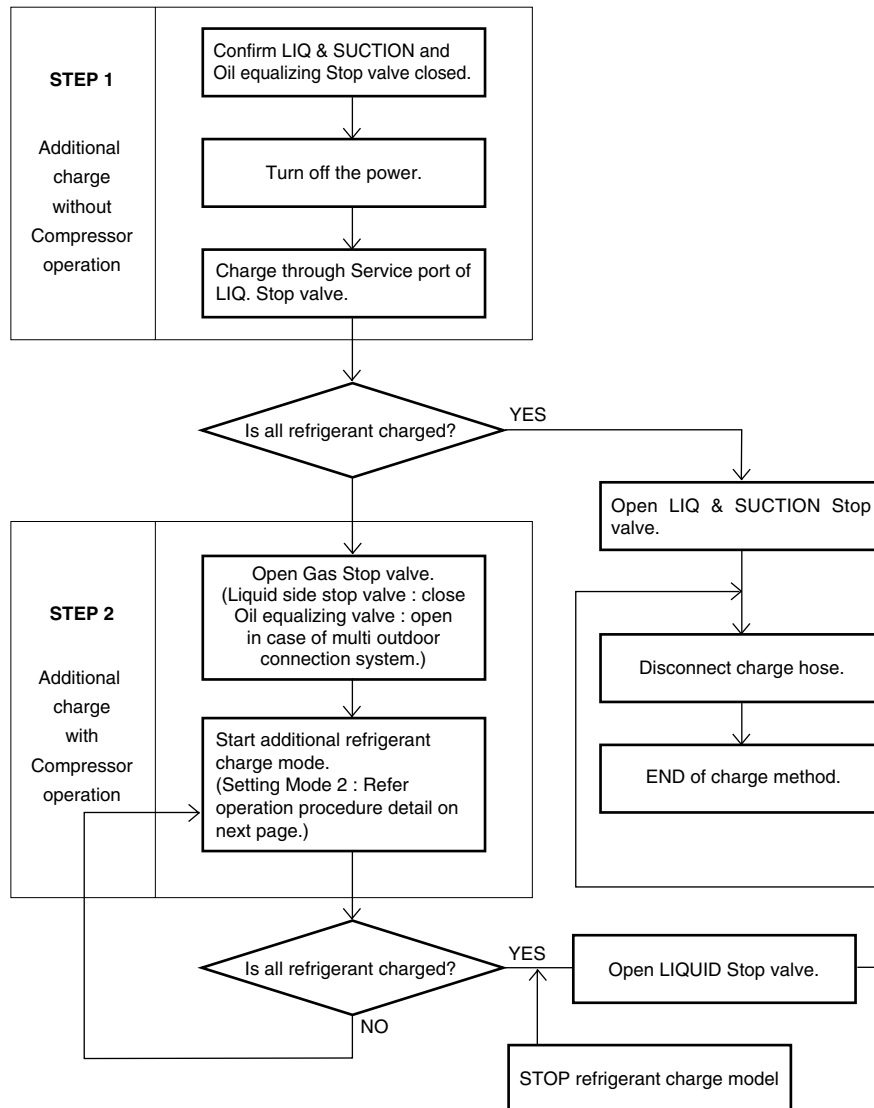 STEP 1
Additional
charge
without
Compressor
operation
Confirm LIQ & SUCTION and
Oil equalizing Stop valve closed.
Turn off the power.
Charge through Service port of
LIQ. Stop valve.
Is all refrigerant charged?
YES
Open LIQ & SUCTION Stop
valve.
Disconnect charge hose.
END of charge method.
STEP 2
Additional
charge
with
Compressor
operation
Open Gas Stop valve.
(Liquid side stop valve : close
Oil equalizing valve : open
in case of multi outdoor
connection system.)
Start additional refrigerant
charge mode.
(Setting Mode 2 : Refer
operation procedure detail on
next page.)
Is all refrigerant charged?
YES
NO
Open LIQUID Stop valve.
STOP refrigerant charge model